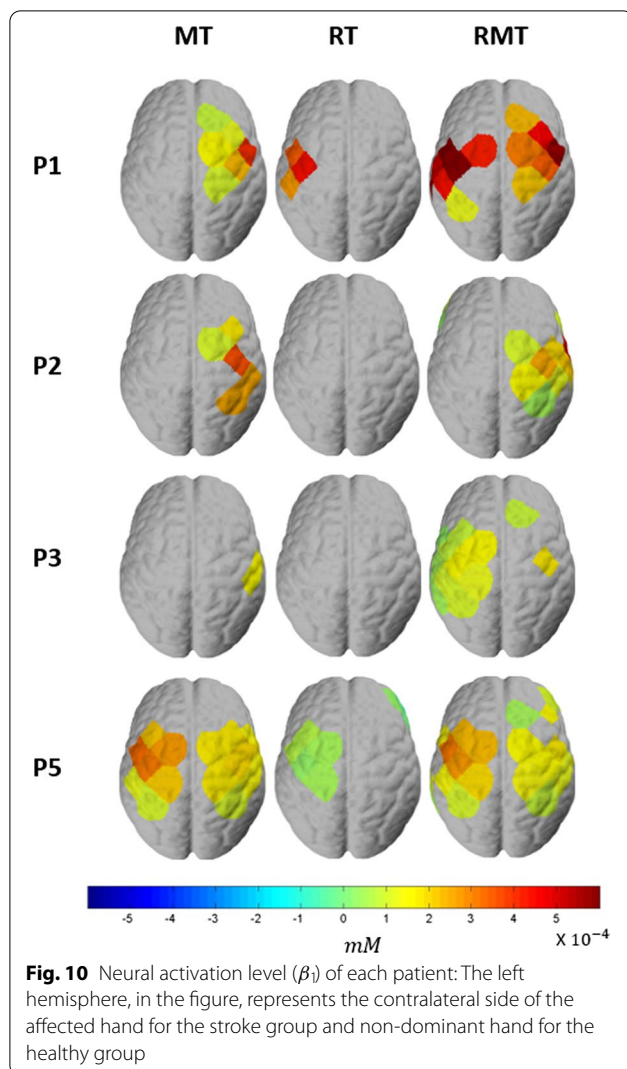 MT RT RMT
P1
P2
P3
P5
-5 -4 -3 -2 -1 0 1 2 3 4 5
mM X 10⁻⁴
Fig. 10 Neural activation level (β₁) of each patient: The left
hemisphere, in the figure, represents the contralateral side of the
affected hand for the stroke group and non-dominant hand for the
healthy group